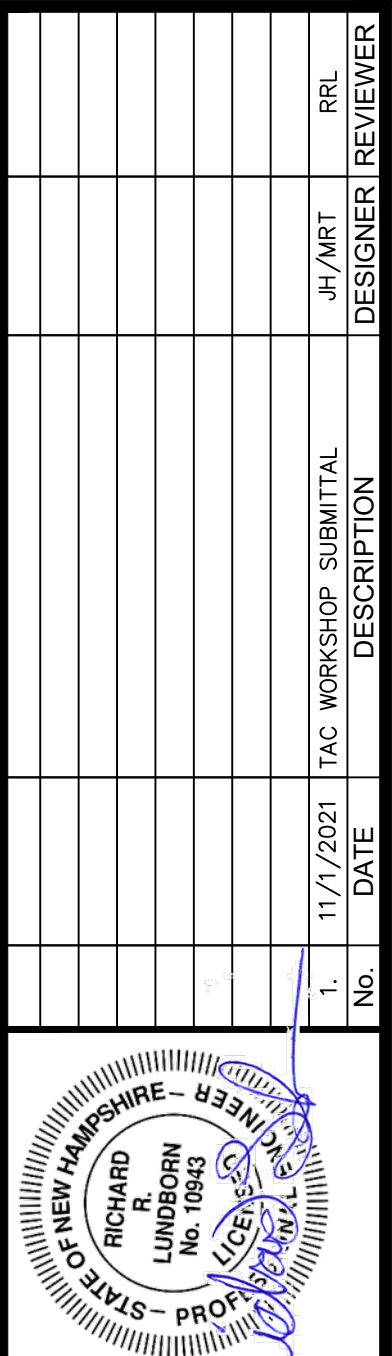 1. 11/1/2021 TAC WORKSHOP SUBMITTAL JH/MRT RRL
No. DATE DESCRIPTION DESIGNER REVIEWER
STATE OF NEW HAMPSHIRE
RICHARD
R.
LUNDBORN
No. 10943
LICENSED
PROFESSIONAL ENGINEER